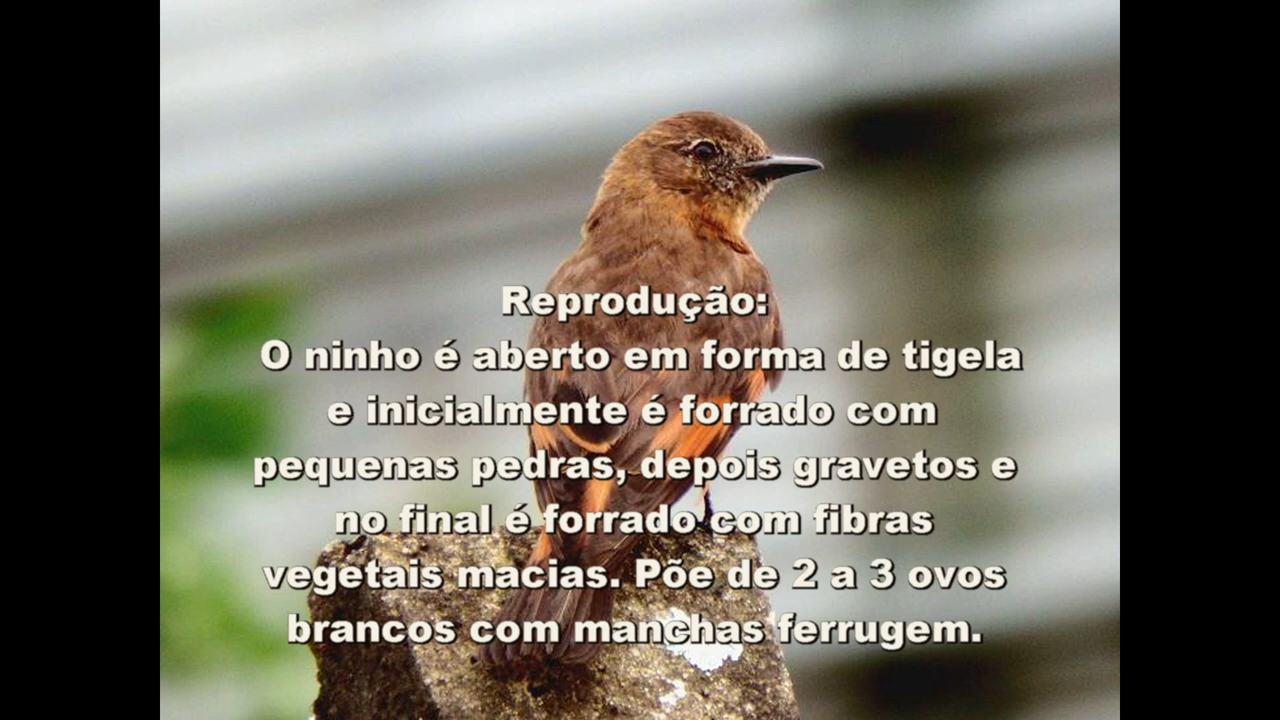 Reprodução:
O ninho é aberto em forma de tigela
e inicialmente é forrado com
pequenas pedras, depois gravetos e
no final é forrado com fibras
vegetais macias. Põe de 2 a 3 ovos
brancos com manchas ferrugem.